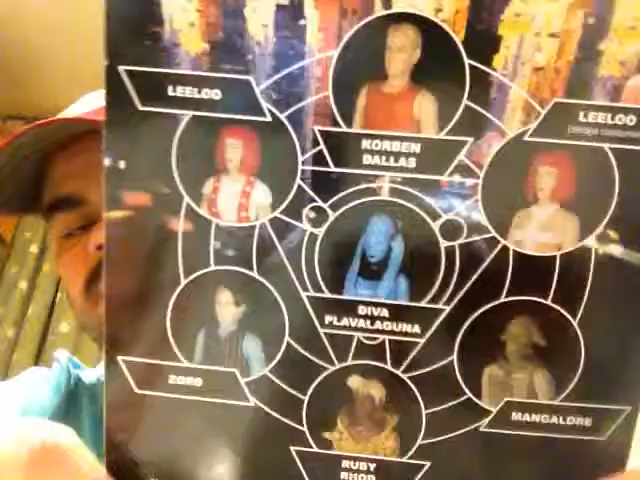 LEELOO
KORBEN
DALLAS
LEELOO
DIVA
PLAVALAGUNA
ZORG
MANGALORE
RUBY
RHOD